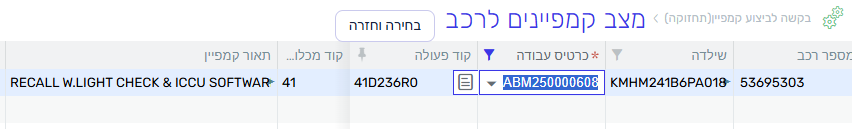 בקשה לביצוע קמפיין(תחזוקה)
מצב קמפיינים לרכב
בחירה וחזרה
מספר רכב שילדה *כרטיס עבודה קוד פעולה קוד מכלו... תאור קמפיין
53695303 KMHM241B6PA018 ABM250000608 41D236R0 41 RECALL W.LIGHT CHECK & ICCU SOFTWAR